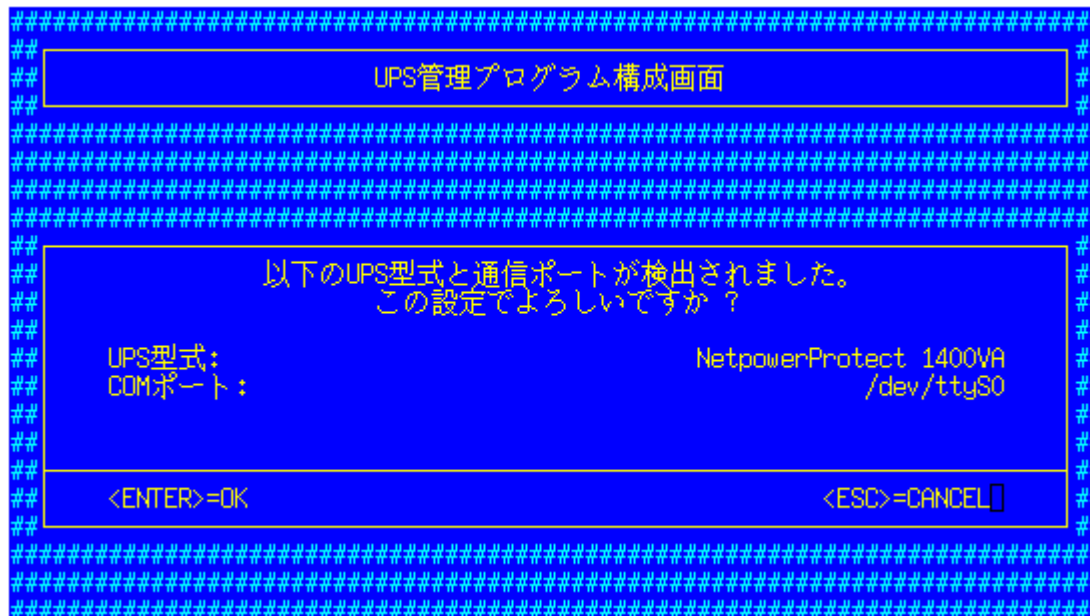 UPS管理プログラム構成画面
以下のUPS型式と通信ポートが検出されました。
この設定でよろしいですか ?
UPS型式: NetpowerProtect 1400VA
COMポート: /dev/ttyS0
<ENTER>=OK <ESC>=CANCEL